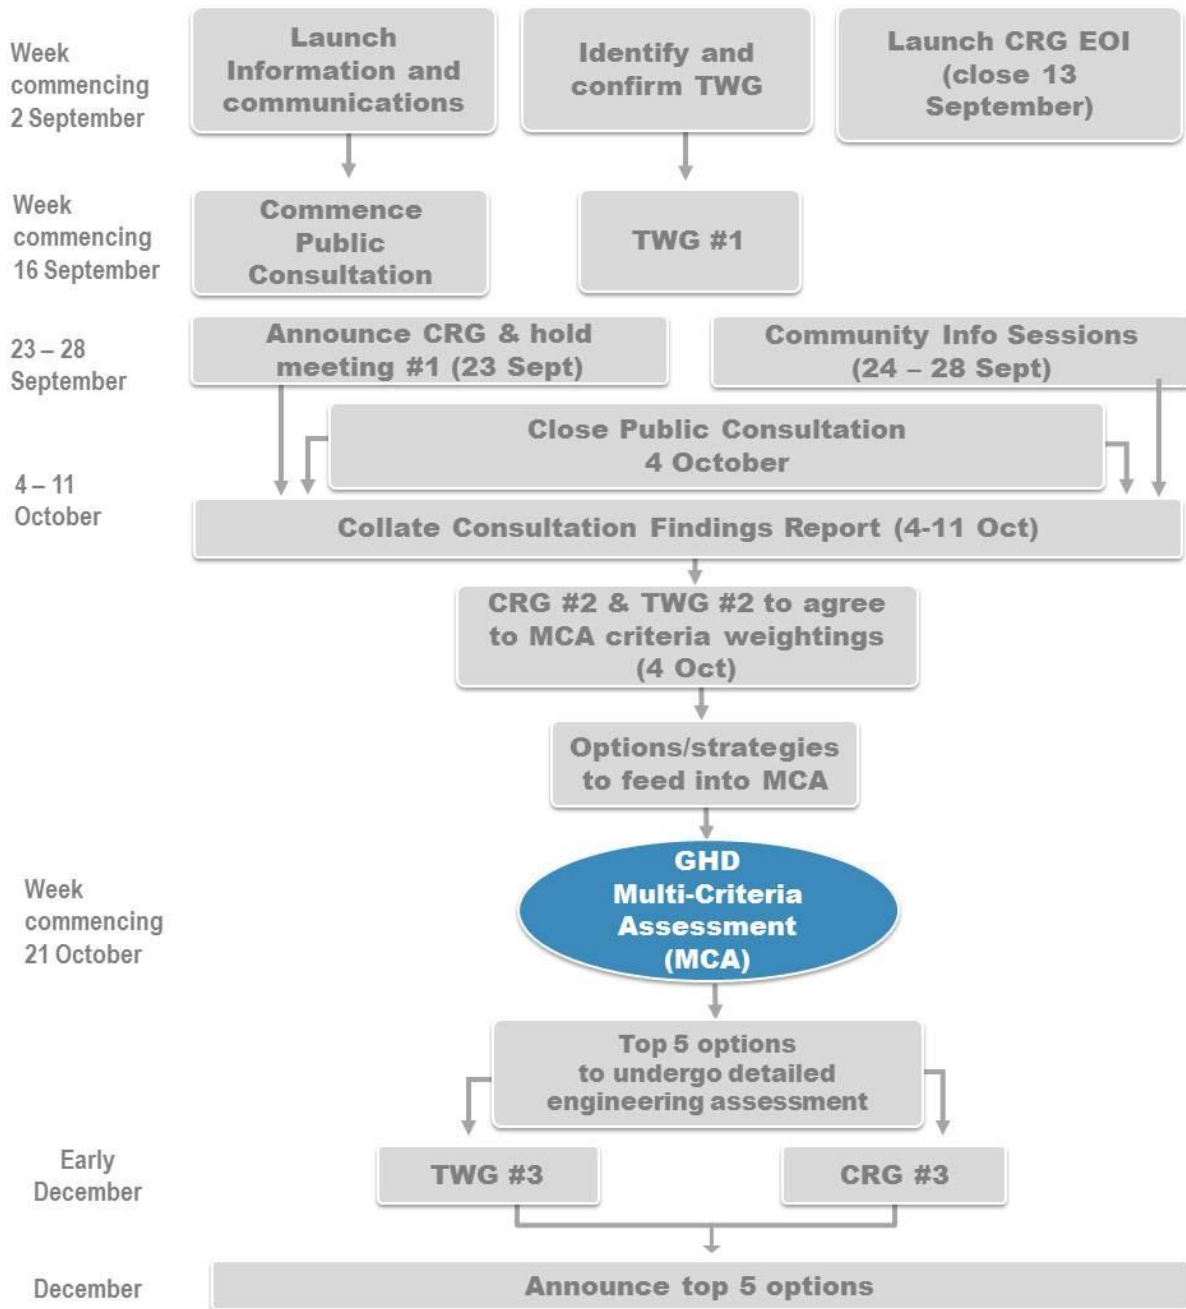 Week
commencing
2 September
Launch
Information and
communications
Identify and
confirm TWG
Launch CRG EOI
(close 13
September)
Week
commencing
16 September
Commence
Public
Consultation
TWG #1
23 – 28
September
Announce CRG & hold
meeting #1 (23 Sept)
Community Info Sessions
(24 – 28 Sept)
Close Public Consultation
4 October
4 – 11
October
Collate Consultation Findings Report (4-11 Oct)
CRG #2 & TWG #2 to agree
to MCA criteria weightings
(4 Oct)
Options/strategies
to feed into MCA
Week
commencing
21 October
GHD
Multi-Criteria
Assessment
(MCA)
Top 5 options
to undergo detailed
engineering assessment
Early
December
TWG #3
CRG #3
December
Announce top 5 options